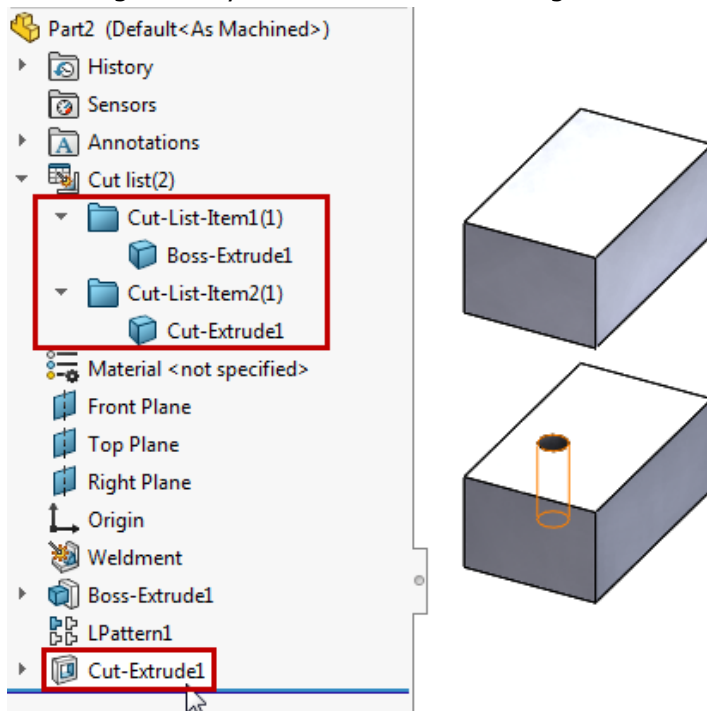 Part2 (Default<As Machined>)
History
Sensors
A Annotations
Cut list(2)
Cut-List-Item1(1)
Boss-Extrude1
Cut-List-Item2(1)
Cut-Extrude1
Material <not specified>
Front Plane
Top Plane
Right Plane
Origin
Weldment
Boss-Extrude1
LPattern1
Cut-Extrude1